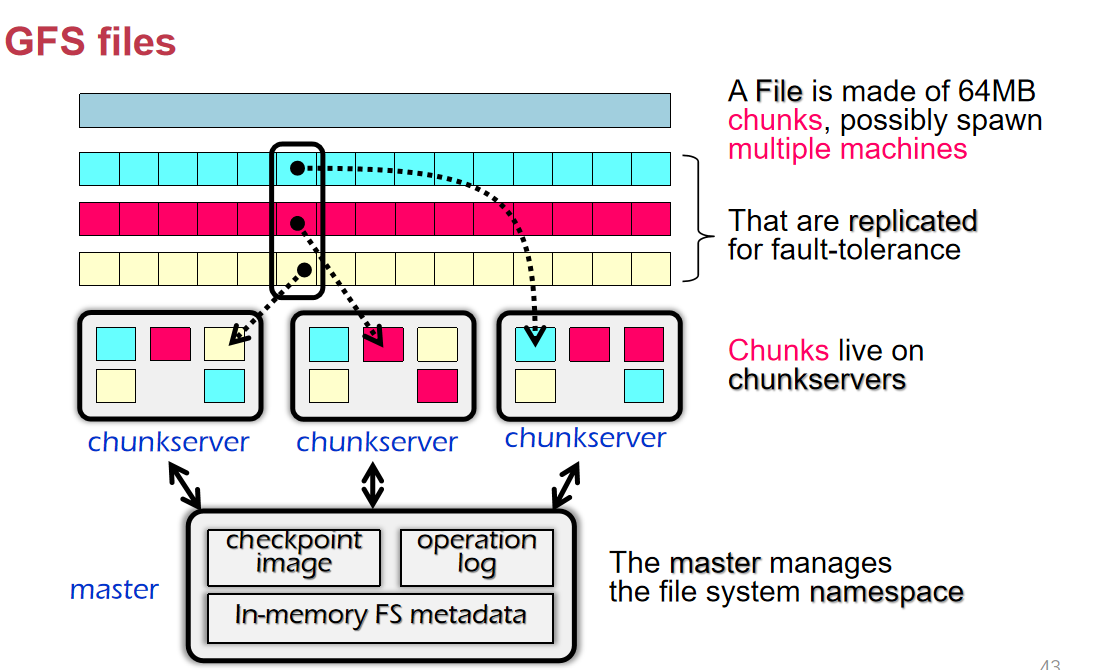 GFS files
A File is made of 64MB
chunks, possibly spawn
multiple machines
That are replicated
for fault-tolerance
Chunks live on
chunkservers
chunkserver
chunkserver
chunkserver
checkpoint
image
operation
log
In-memory FS metadata
master
The master manages
the file system namespace
43